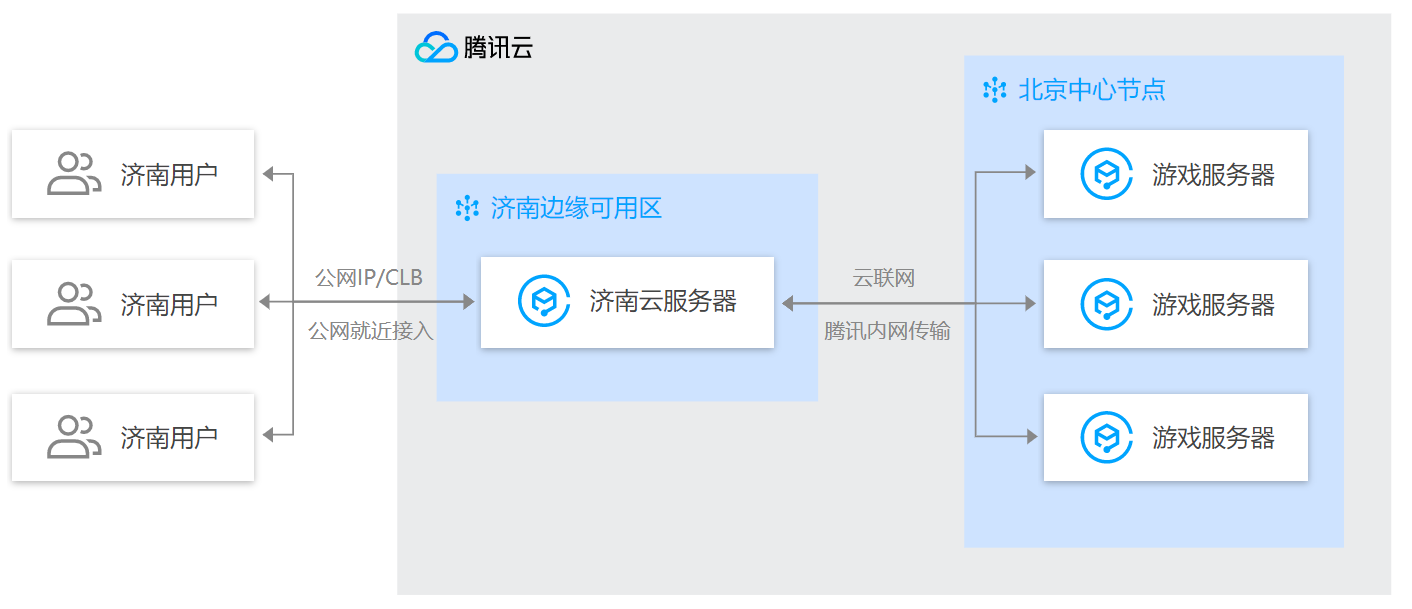 腾讯云
北京中心节点
济南用户
游戏服务器
济南边缘可用区
公网IP/CLB
云联网
济南用户
济南云服务器
游戏服务器
公网就近接入
腾讯内网传输
济南用户
游戏服务器